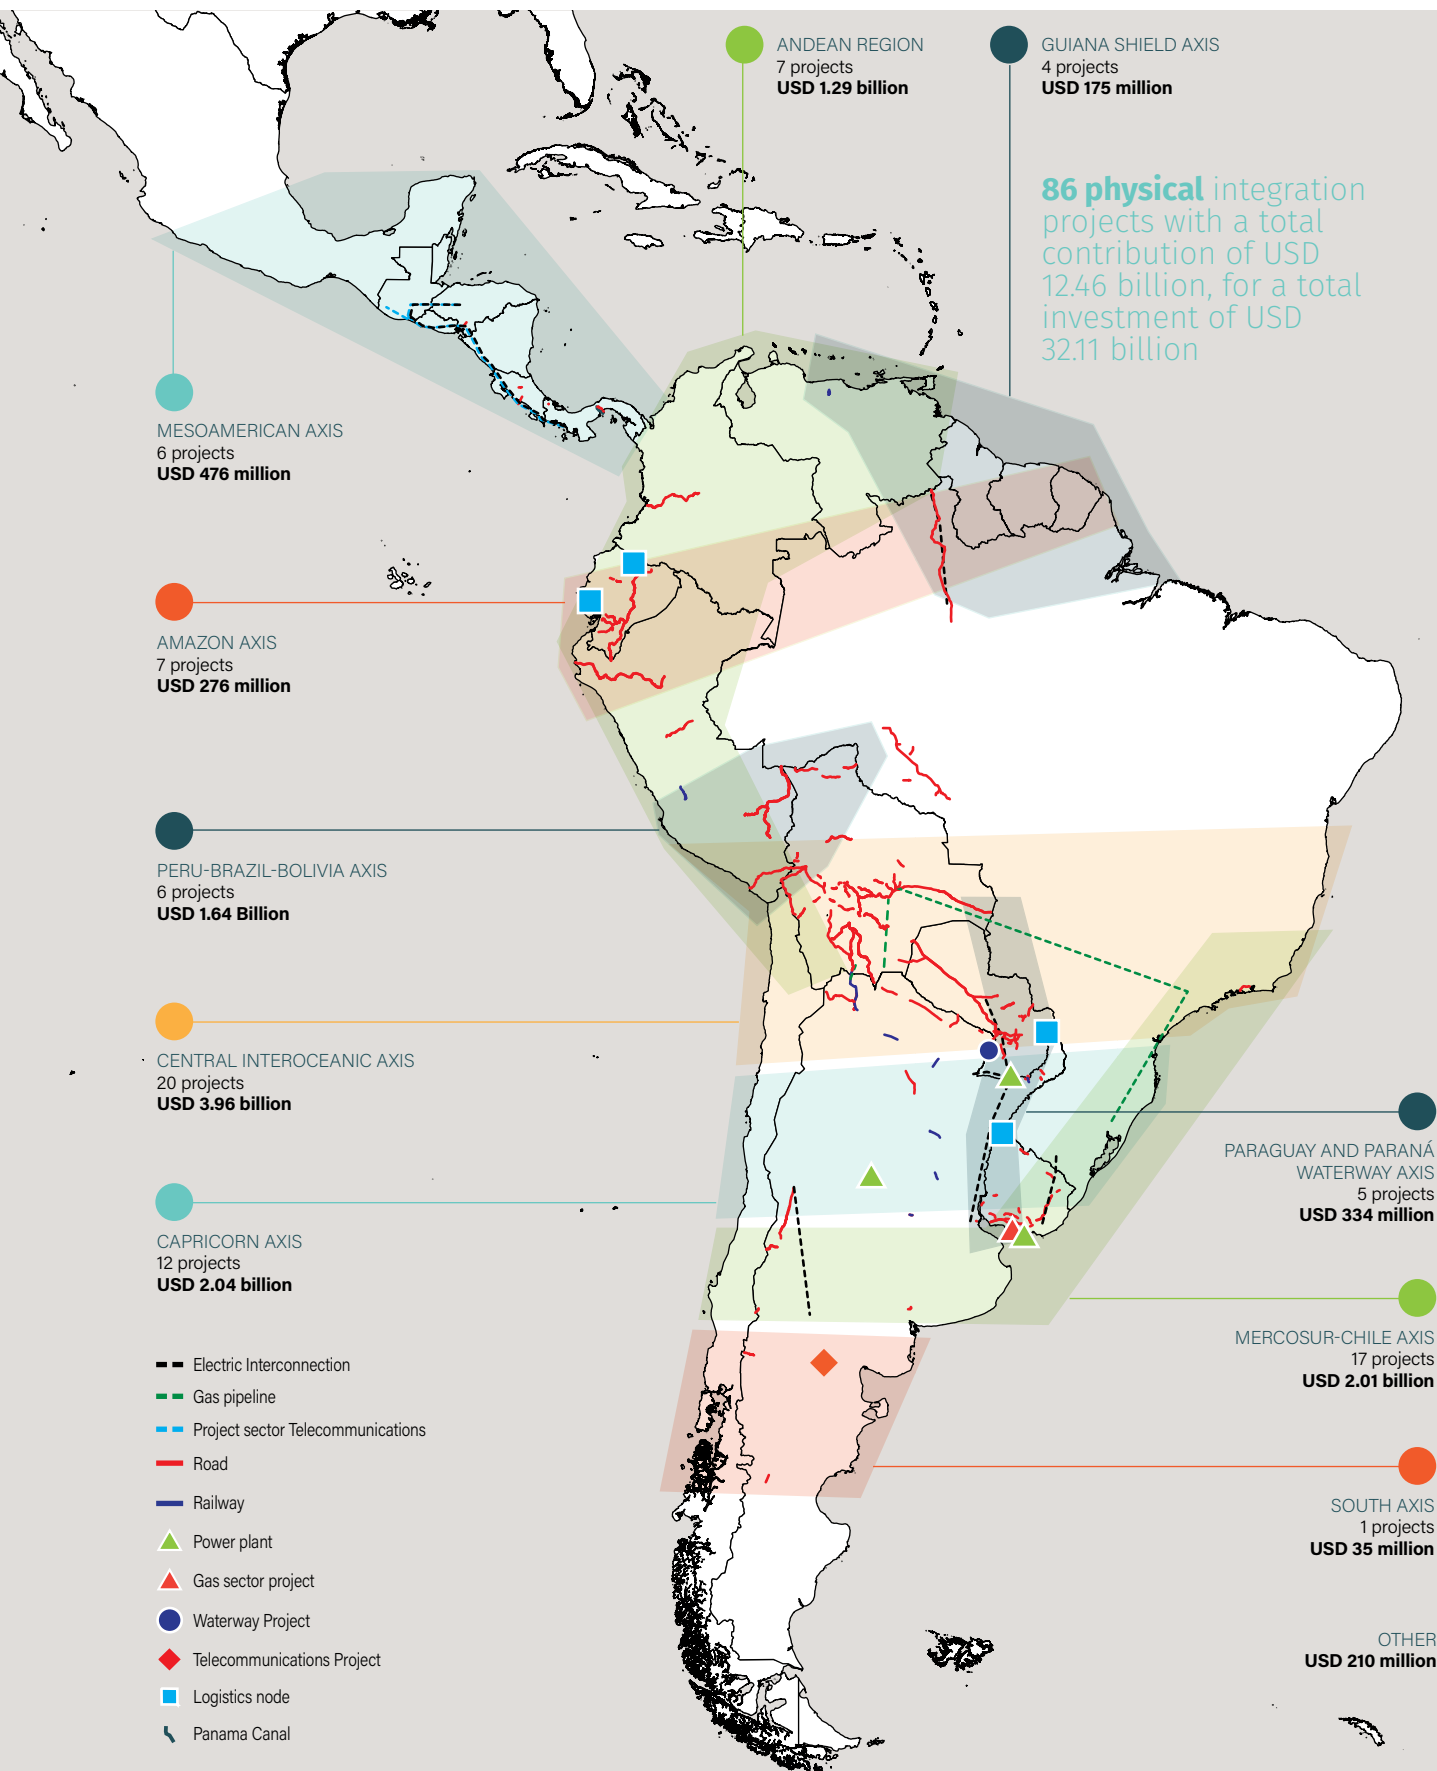 ANDEAN REGION
7 projects
USD 1.29 billion
GUIANA SHIELD AXIS
4 projects
USD 175 million
86 physical integration
projects with a total
contribution of USD
12.46 billion, for a total
investment of USD
32.11 billion
MESOAMERICAN AXIS
6 projects
USD 476 million
AMAZON AXIS
7 projects
USD 276 million
PERU-BRAZIL-BOLIVIA AXIS
6 projects
USD 1.64 Billion
CENTRAL INTEROCEANIC AXIS
20 projects
USD 3.96 billion
CAPRICORN AXIS
12 projects
USD 2.04 billion
PARAGUAY AND PARANÁ
WATERWAY AXIS
5 projects
USD 334 million
MERCOSUR-CHILE AXIS
17 projects
USD 2.01 billion
SOUTH AXIS
1 projects
USD 35 million
OTHER
USD 210 million
Electric Interconnection
Gas pipeline
Project sector Telecommunications
Road
Railway
Power plant
Gas sector project
Waterway Project
Telecommunications Project
Logistics node
Panama Canal